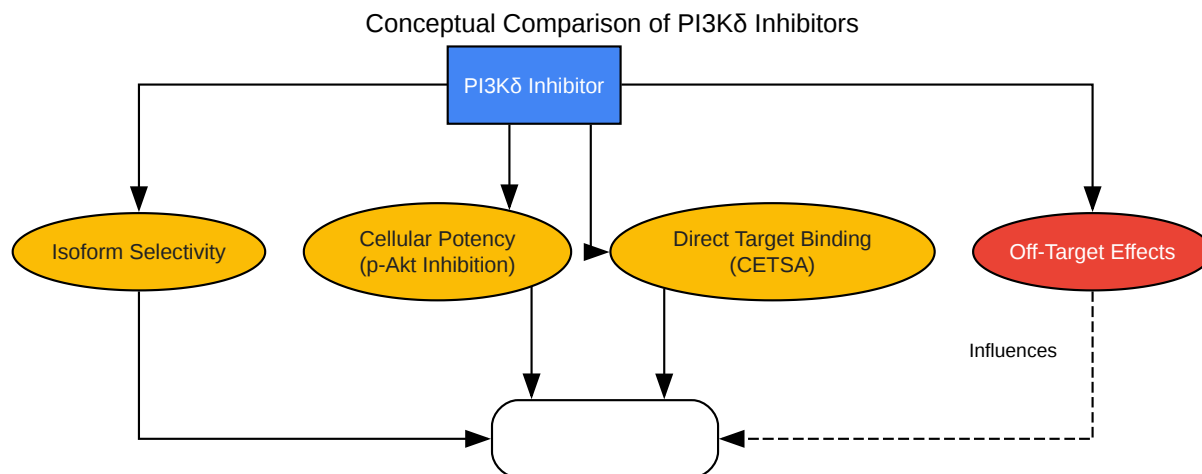 Conceptual Comparison of PI3Kδ Inhibitors
PI3Kδ Inhibitor
Isoform Selectivity
Cellular Potency
(p-Akt Inhibition)
Direct Target Binding
(CETSA)
Off-Target Effects
Influences